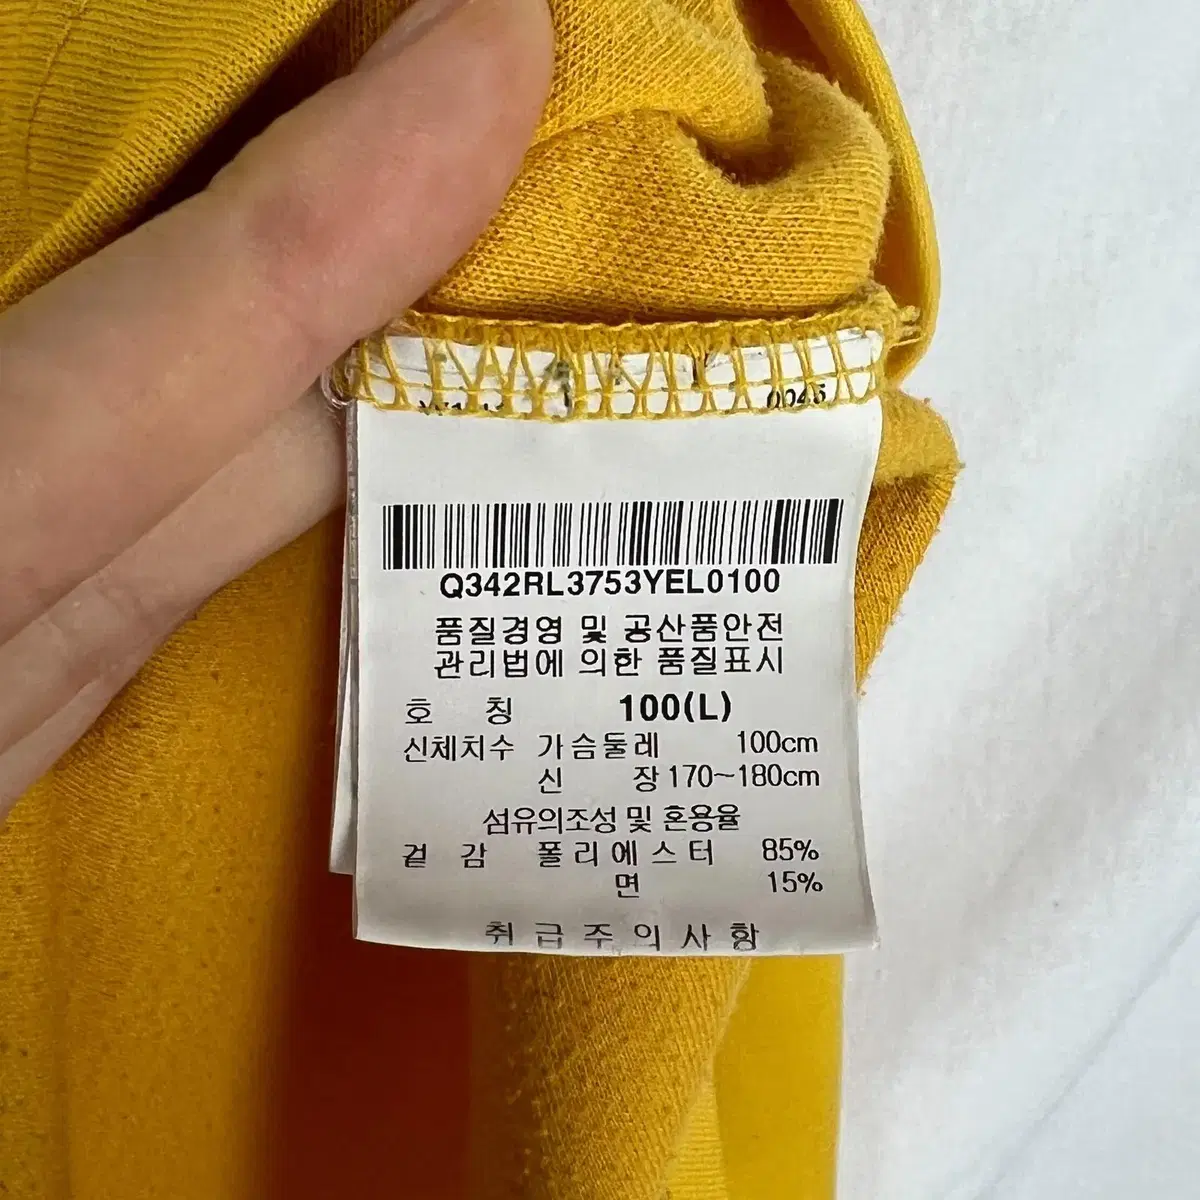 0045
Q342RL3753YEL0100
품질경영 및 공산품안전
관리법에 의한 품질표시
호 칭 100(L)
신체치수 가슴둘레 100cm
신 장 170~180cm
섬유의조성 및 혼용율
겉 감 폴리에스터 85%
면 15%
취급주의사항